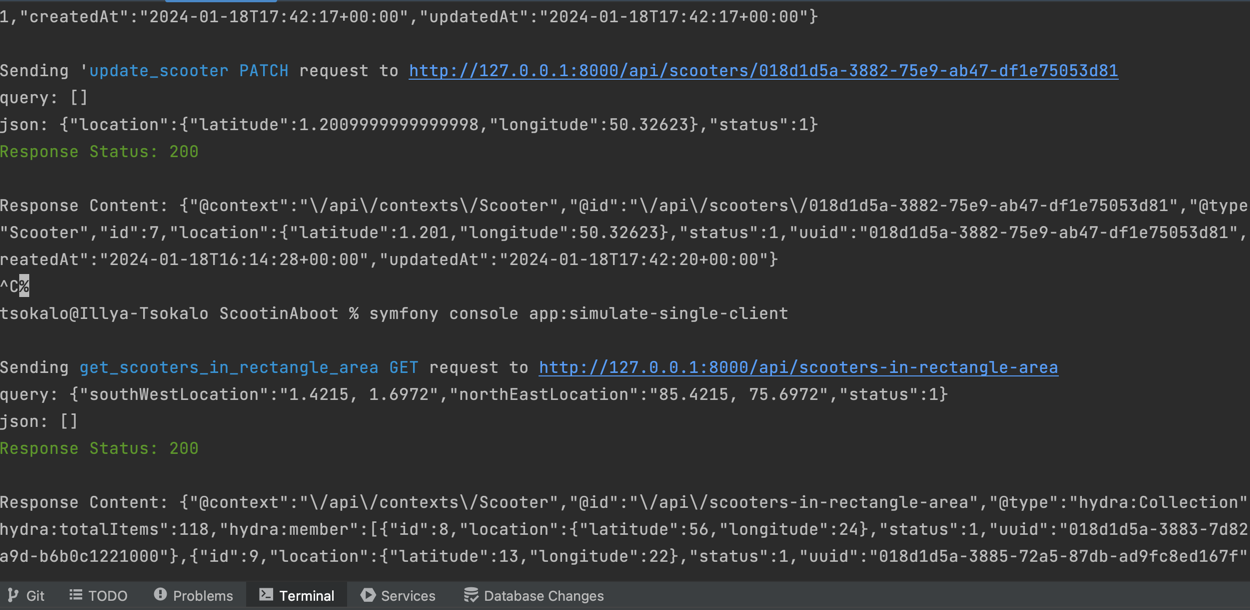 1,"createdAt":"2024-01-18T17:42:17+00:00","updatedAt":"2024-01-18T17:42:17+00:00"}
Sending 'update_scooter PATCH request to http://127.0.0.1:8000/api/scooters/018d1d5a-3882-75e9-ab47-df1e75053d81
query: []
json: {"location":{"latitude":1.2009999999999998,"longitude":50.32623},"status":1}
Response Status: 200
Response Content: {"@context":"\/api\/contexts\/Scooter","@id":"\/api\/scooters\/018d1d5a-3882-75e9-ab47-df1e75053d81","@type
"Scooter","id":7,"location":{"latitude":1.201,"longitude":50.32623},"status":1,"uuid":"018d1d5a-3882-75e9-ab47-df1e75053d81",
reatedAt":"2024-01-18T16:14:28+00:00","updatedAt":"2024-01-18T17:42:20+00:00"}
^C%
tsokalo@Illya-Tsokalo ScootinAboot % symfony console app:simulate-single-client
Sending get_scooters_in_rectangle_area GET request to http://127.0.0.1:8000/api/scooters-in-rectangle-area
query: {"southWestLocation":"1.4215, 1.6972","northEastLocation":"85.4215, 75.6972","status":1}
json: []
Response Status: 200
Response Content: {"@context":"\/api\/contexts\/Scooter","@id":"\/api\/scooters-in-rectangle-area","@type":"hydra:Collection"
hydra:totalItems":118,"hydra:member":[{"id":8,"location":{"latitude":56,"longitude":24},"status":1,"uuid":"018d1d5a-3883-7d82
a9d-b6b0c1221000"},{"id":9,"location":{"latitude":13,"longitude":22},"status":1,"uuid":"018d1d5a-3885-72a5-87db-ad9fc8ed167f"
Git TODO Problems Terminal Services Database Changes